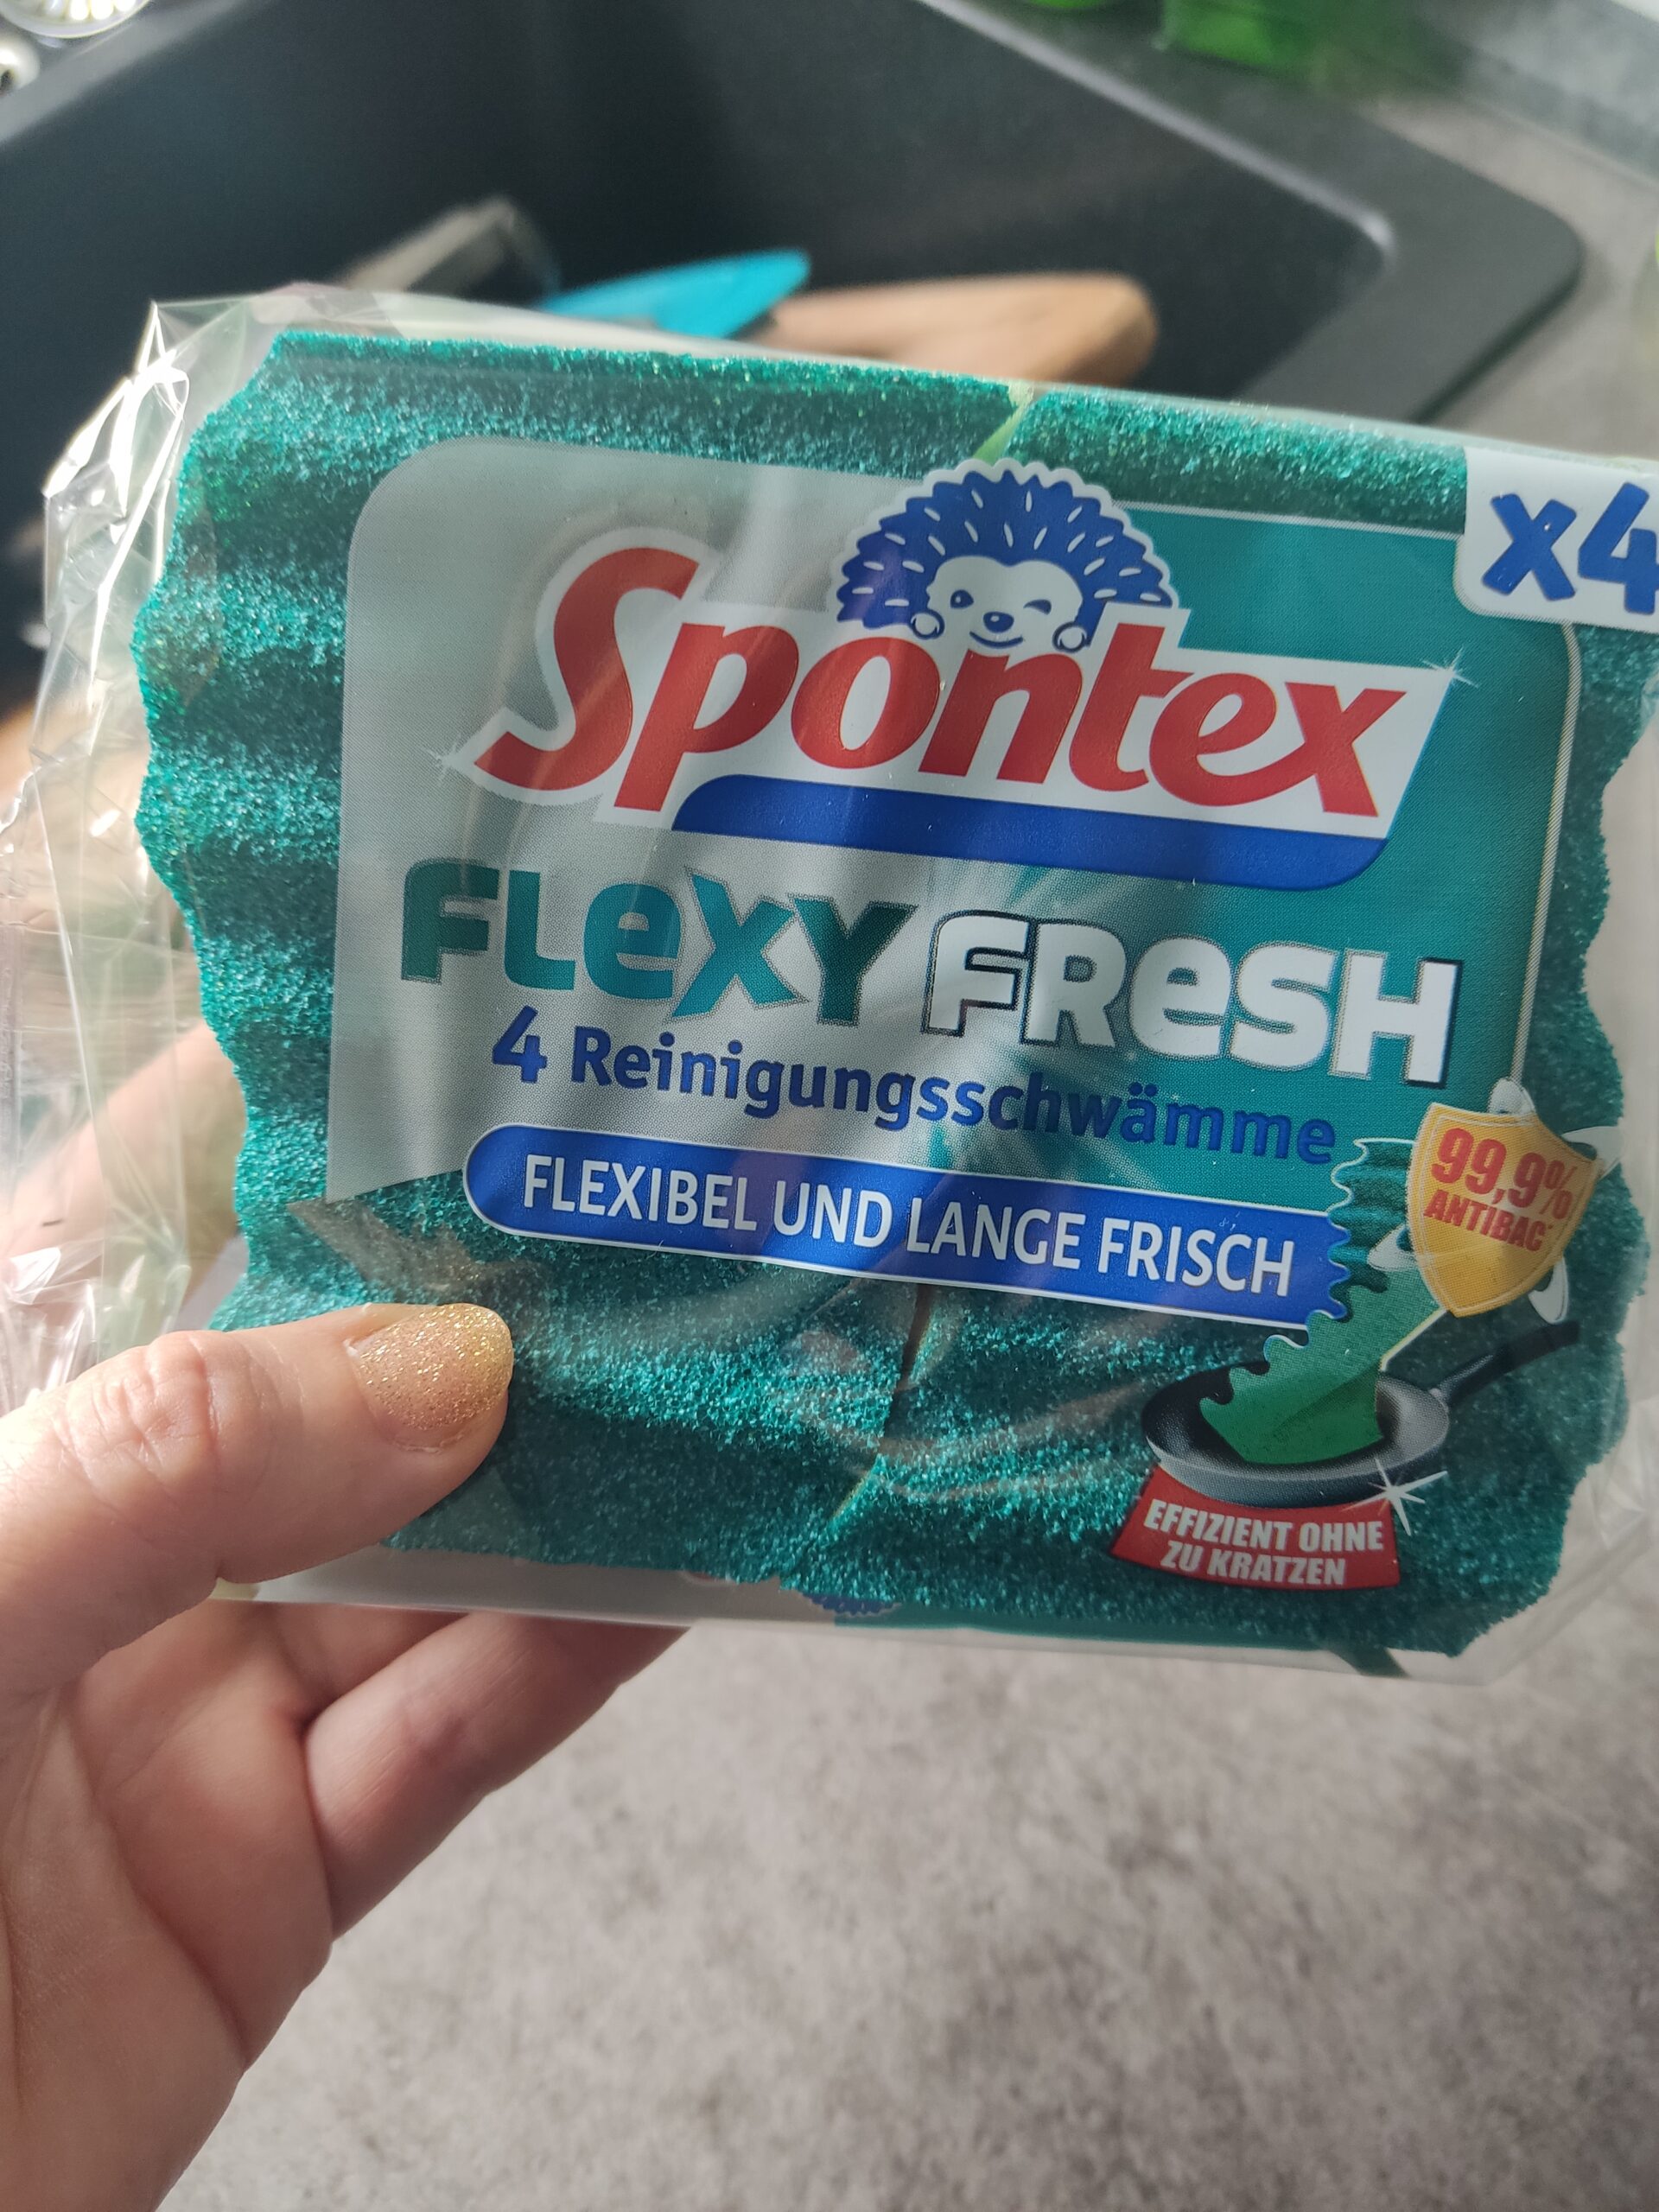 x4
Spontex
FLeXY FResH
4 Reinigungsschwämme
FLEXIBEL UND LANGE FRISCH
99,9%
ANTIBAC*
EFFIZIENT OHNE
ZU KRATZEN